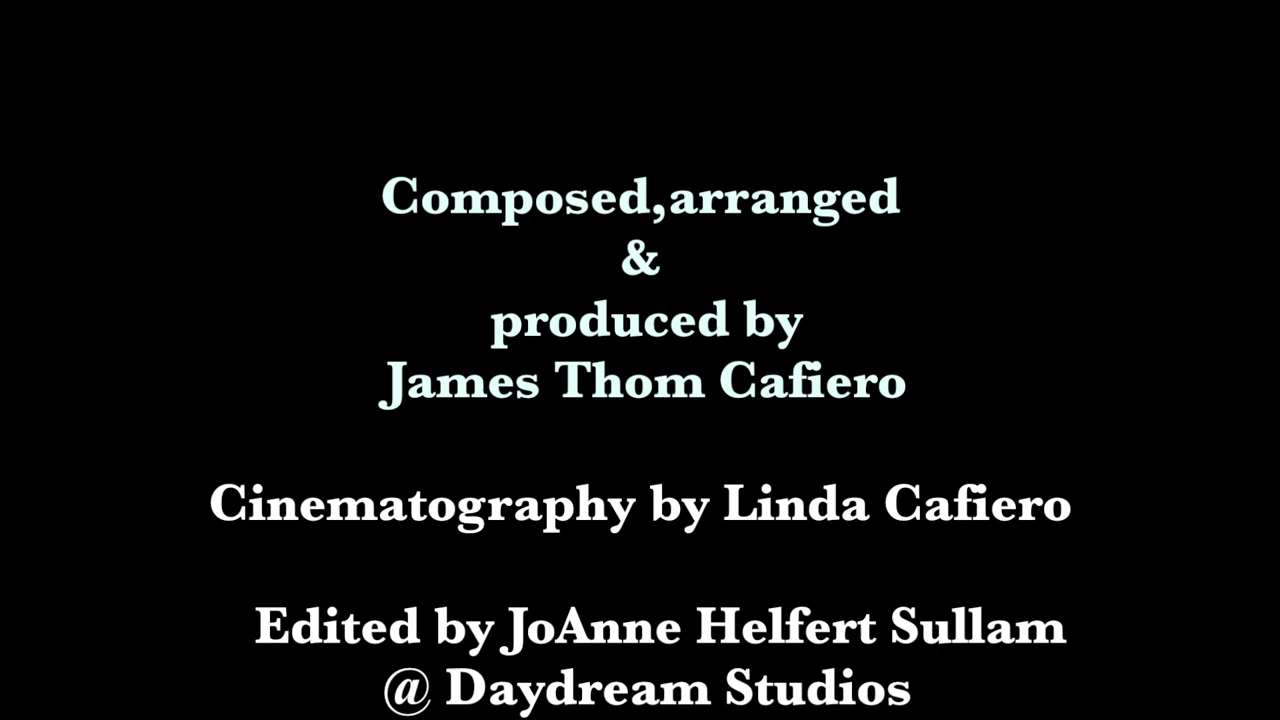 Composed,arranged
&
produced by
James Thom Cafiero
Cinematography by Linda Cafiero
Edited by JoAnne Helfert Sullam
@ Daydream Studios